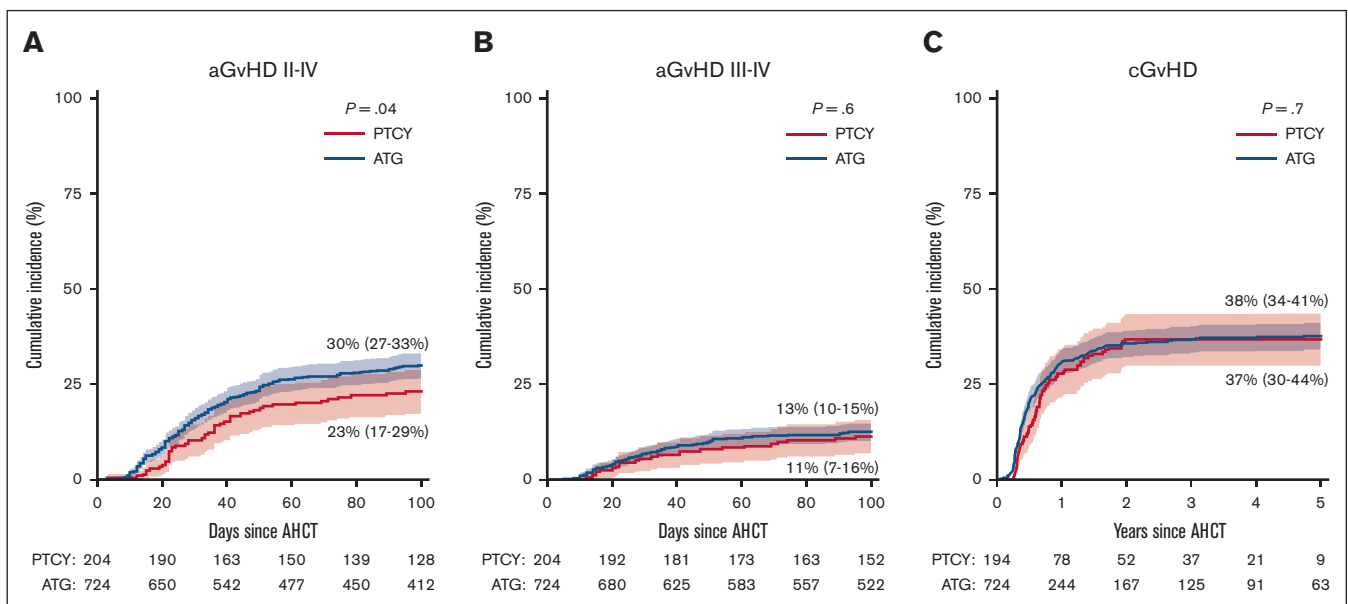 A
aGvHD II-IV
Cumulative incidence (%)
100
75
50
25
0
P = .04
PTCY
ATG
30% (27-33%)
23% (17-29%)
0 20 40 60 80 100
Days since AHCT
PTCY: 204 190 163 150 139 128
ATG: 724 650 542 477 450 412
B
aGvHD III-IV
Cumulative incidence (%)
100
75
50
25
0
P = .6
PTCY
ATG
13% (10-15%)
11% (7-16%)
0 20 40 60 80 100
Days since AHCT
PTCY: 204 192 181 173 163 152
ATG: 724 680 625 583 557 522
C
cGvHD
Cumulative incidence (%)
100
75
50
25
0
P = .7
PTCY
ATG
38% (34-41%)
37% (30-44%)
0 1 2 3 4 5
Years since AHCT
PTCY: 194 78 52 37 21 9
ATG: 724 244 167 125 91 63